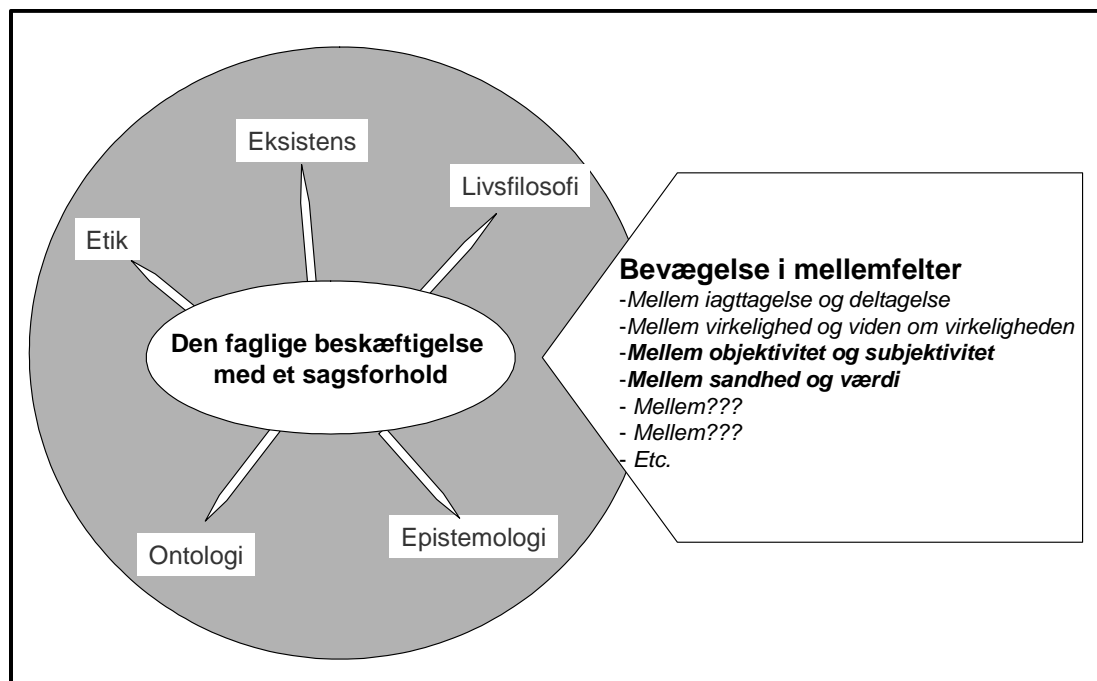 Eksistens
Livsfilosofi
Etik
Den faglige beskæftigelse
med et sagsforhold
Ontologi
Epistemologi
Bevægelse i mellemfelter
-Mellem iagttagelse og deltagelse
-Mellem virkelighed og viden om virkeligheden
-Mellem objektivitet og subjektivitet
-Mellem sandhed og værdi
- Mellem???
- Mellem???
- Etc.